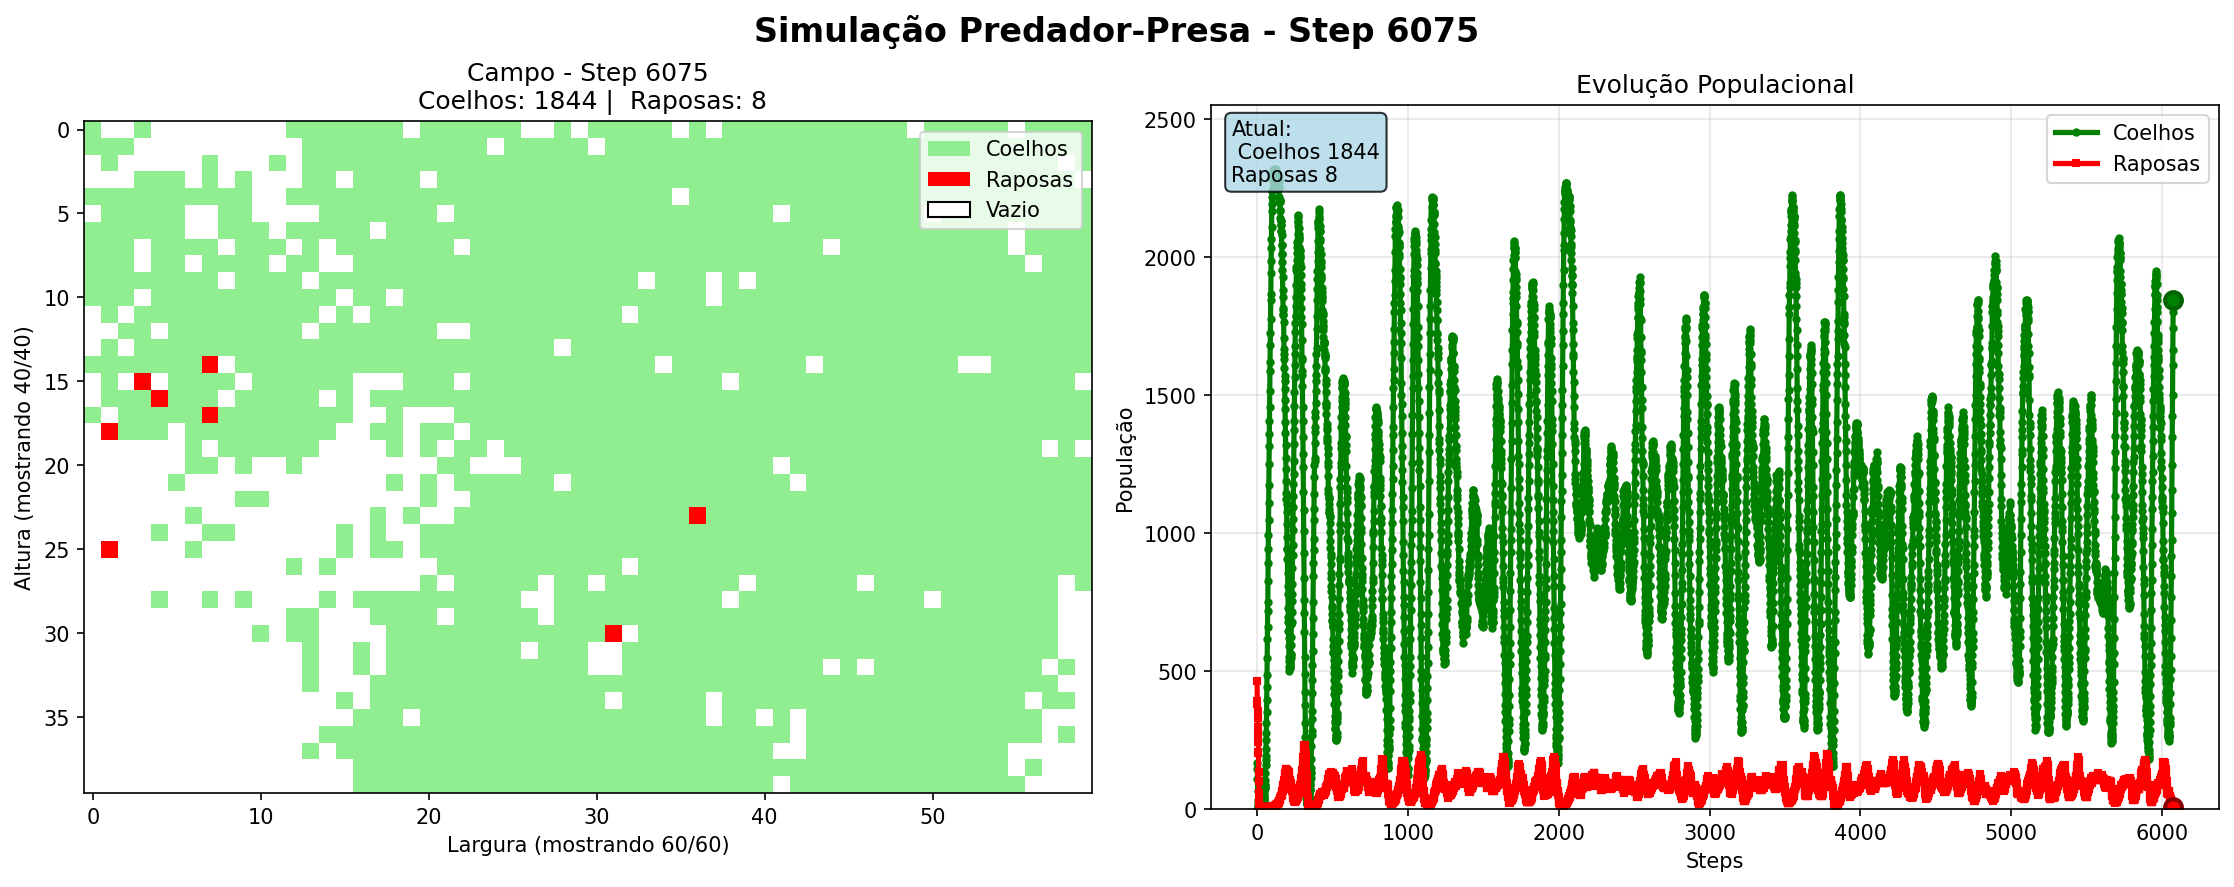 Simulação Predador-Presa - Step 6075
Campo - Step 6075
Coelhos: 1844 |  Raposas: 8
Coelhos
Raposas
Vazio
0
5
10
15
20
25
30
35
Altura (mostrando 40/40)
0
10
20
30
40
50
Largura (mostrando 60/60)
Evolução Populacional
Atual:
Coelhos 1844
Raposas 8
Coelhos
Raposas
2500
2000
1500
1000
500
0
População
0
1000
2000
3000
4000
5000
6000
Steps